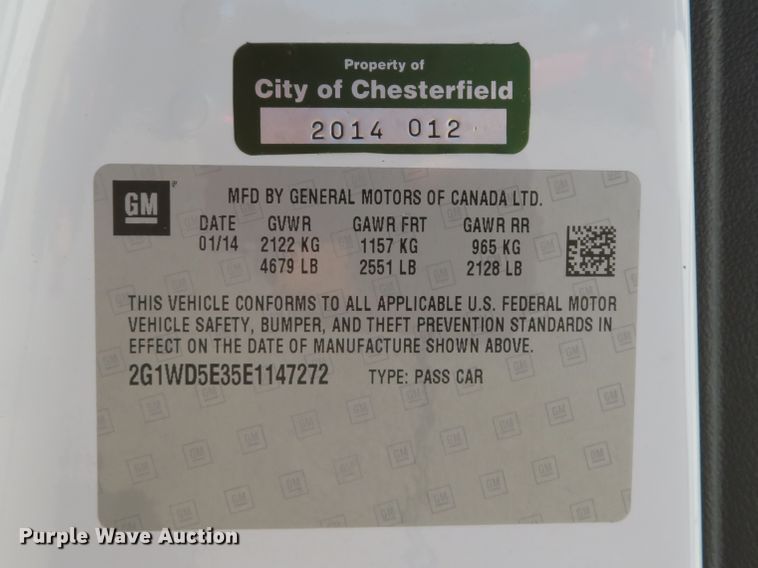 Property of
City of Chesterfield
2014 012
GM
MFD BY GENERAL MOTORS OF CANADA LTD.
DATE GVWR GAWR FRT GAWR RR
01/14 2122 KG 1157 KG 965 KG
4679 LB 2551 LB 2128 LB
THIS VEHICLE CONFORMS TO ALL APPLICABLE U.S. FEDERAL MOTOR
VEHICLE SAFETY, BUMPER, AND THEFT PREVENTION STANDARDS IN
EFFECT ON THE DATE OF MANUFACTURE SHOWN ABOVE.
2G1WD5E35E1147272 TYPE: PASS CAR
Purple Wave Auction